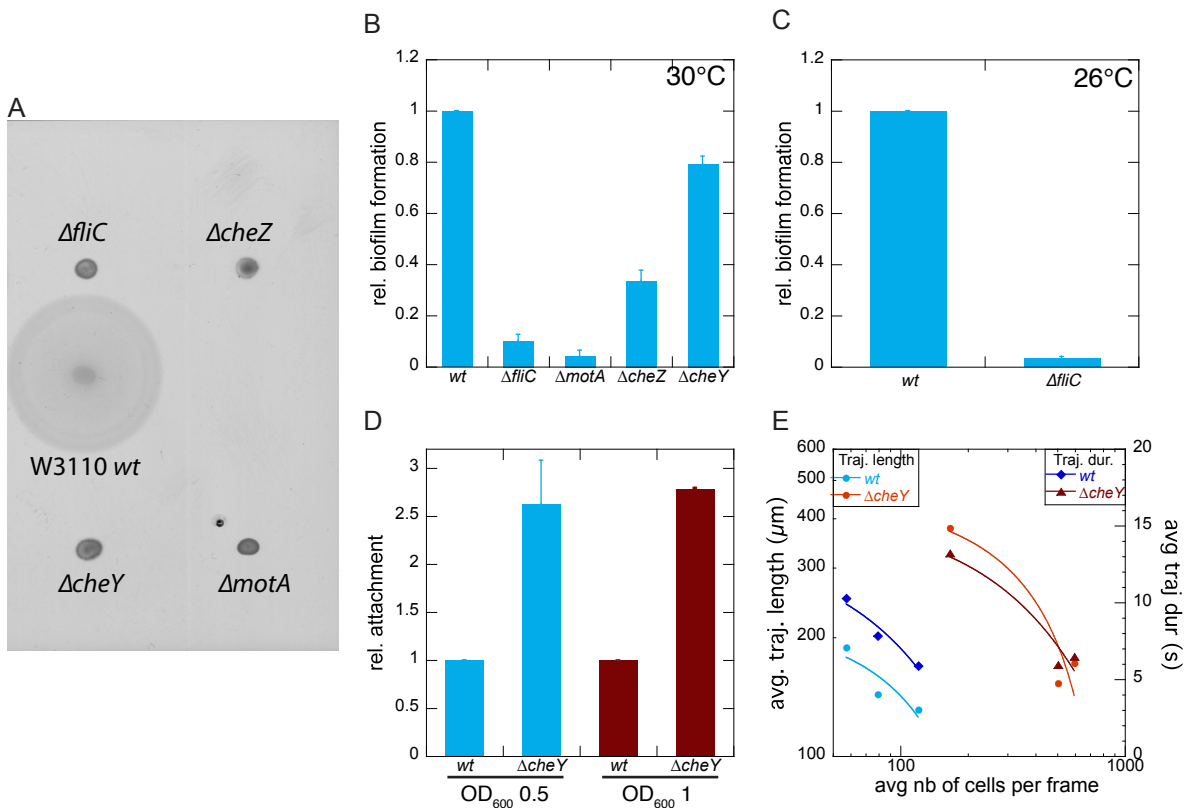 A
ΔfliC
ΔcheZ
W3110 wt
ΔcheY
ΔmotA
B
30°C
rel. biofilm formation
1.2
1
0.8
0.6
0.4
0.2
0
wt
ΔfliC
ΔmotA
ΔcheZ
ΔcheY
C
26°C
rel. biofilm formation
1.2
1
0.8
0.6
0.4
0.2
0
wt
ΔfliC
D
rel. attachment
3
2.5
2
1.5
1
0.5
0
wt
ΔcheY
wt
ΔcheY
OD600 0.5
OD600 1
E
avg. traj. length (µm)
600
500
400
300
200
100
Traj. length
wt
ΔcheY
Traj. dur.
wt
ΔcheY
20
15
10
5
0
avg traj dur (s)
100
1000
avg nb of cells per frame